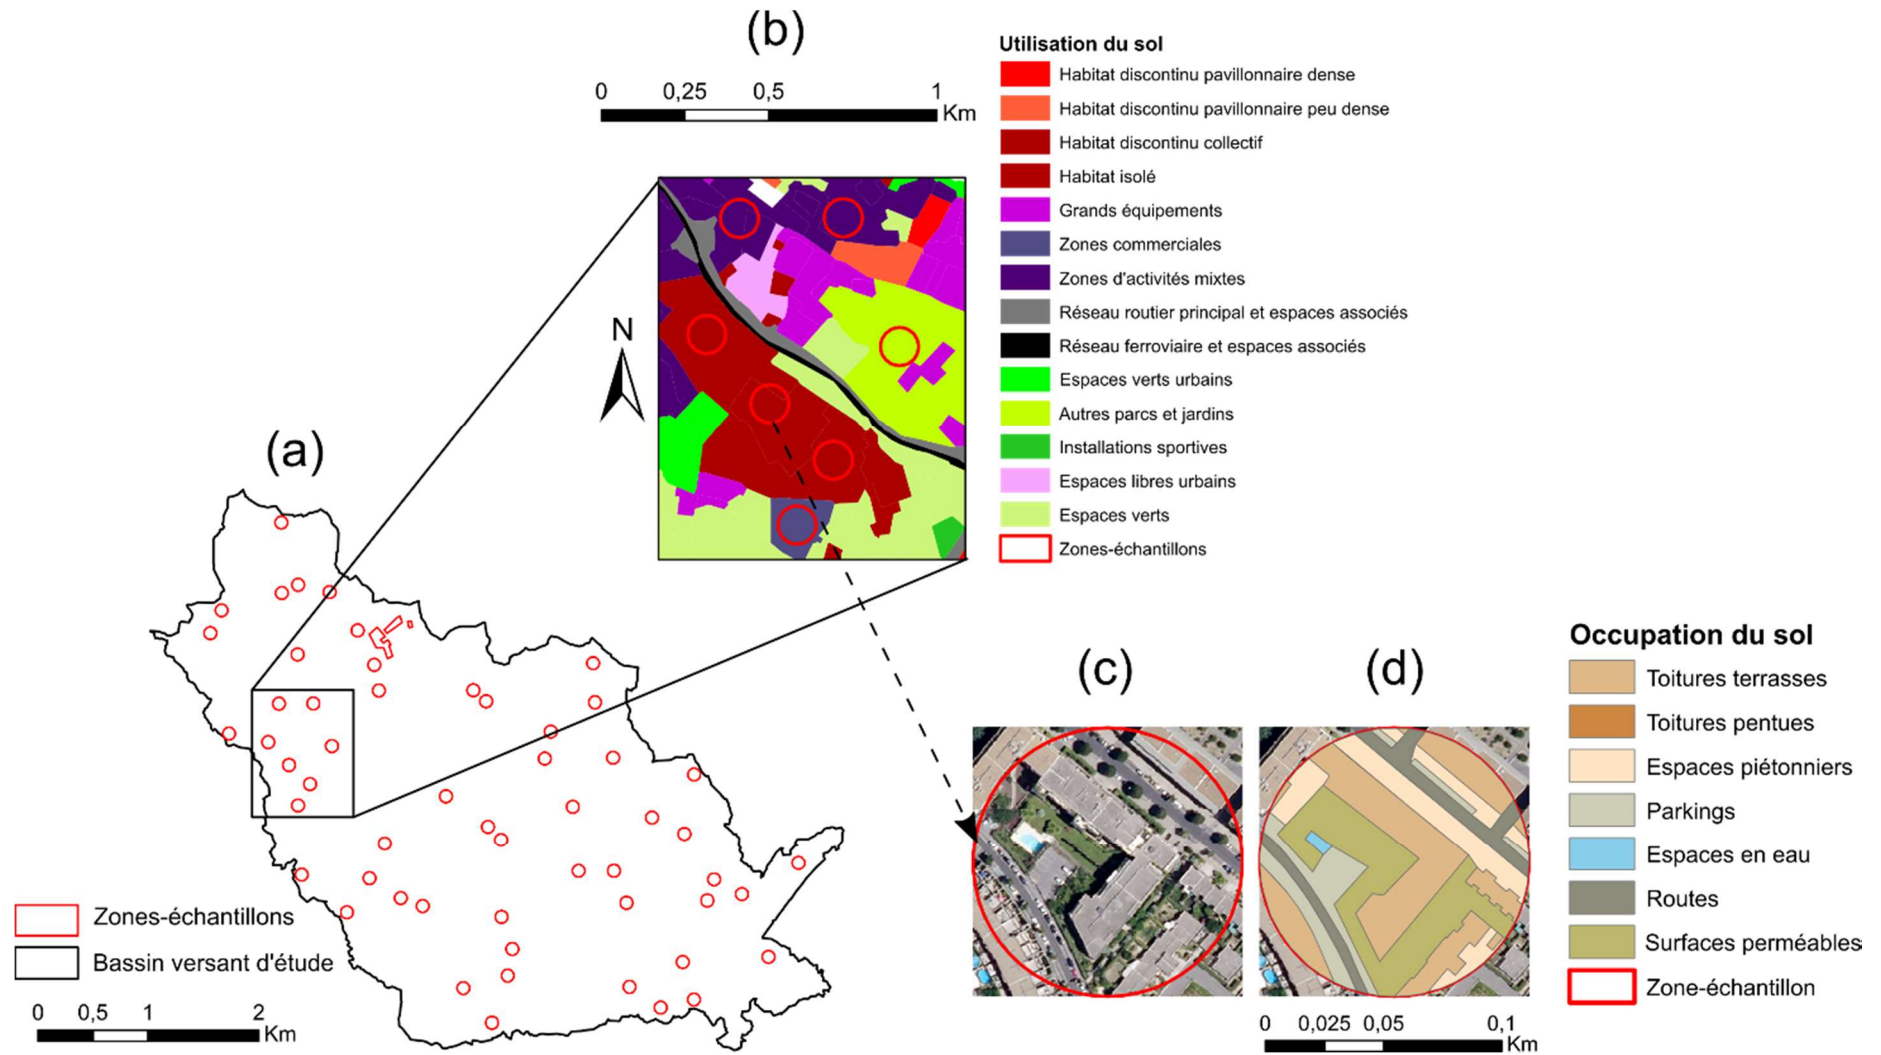 (b)
0 0,25 0,5 1
Km
Utilisation du sol
Habitat discontinu pavillonnaire dense
Habitat discontinu pavillonnaire peu dense
Habitat discontinu collectif
Habitat isolé
Grands équipements
Zones commerciales
Zones d'activités mixtes
Réseau routier principal et espaces associés
Réseau ferroviaire et espaces associés
Espaces verts urbains
Autres parcs et jardins
Installations sportives
Espaces libres urbains
Espaces verts
Zones-échantillons
N
(a)
Zones-échantillons
Bassin versant d'étude
0 0,5 1 2
Km
(c)
(d)
0 0,025 0,05 0,1
Km
Occupation du sol
Toitures terrasses
Toitures pentues
Espaces piétonniers
Parkings
Espaces en eau
Routes
Surfaces perméables
Zone-échantillon